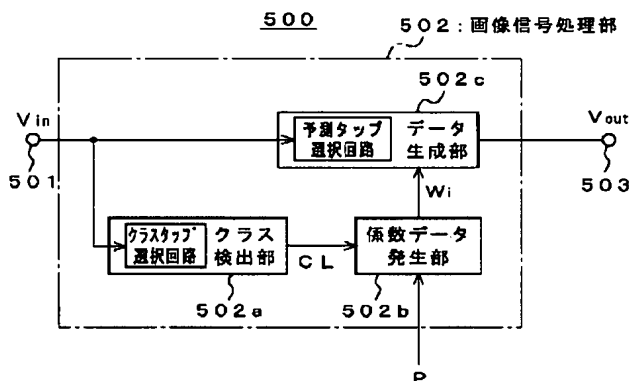 500
502:画像信号処理部
502c
Vin
予測タップ
選択回路
データ
生成部
Vout
501
503
Wi
クラスタップ
選択回路
クラス
検出部
CL
係数データ
発生部
502a
502b
P